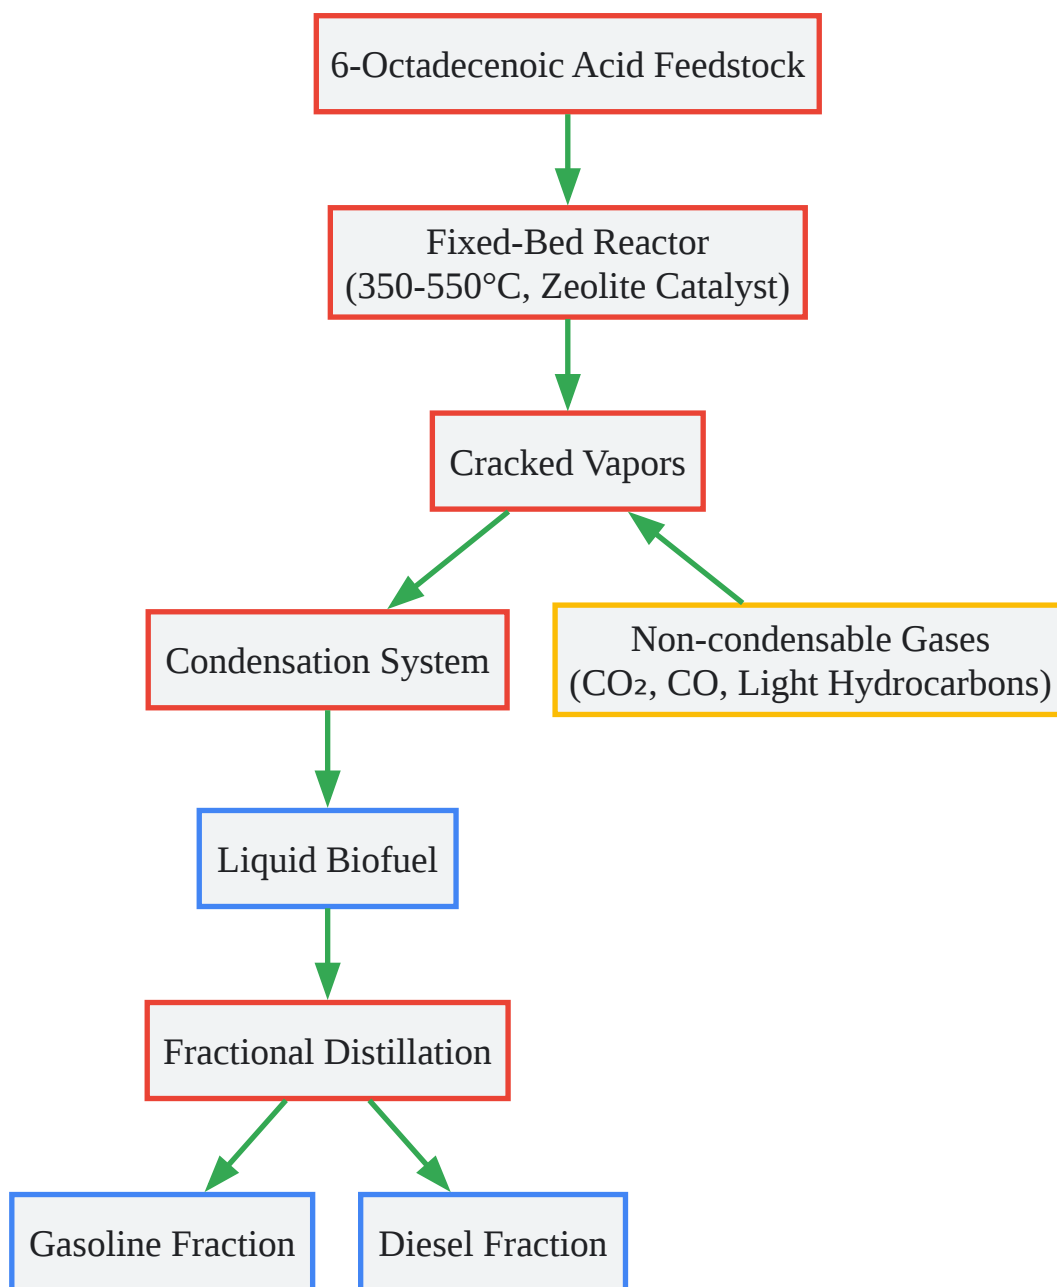 6-Octadecenoic Acid Feedstock
Fixed-Bed Reactor
(350-550°C, Zeolite Catalyst)
Cracked Vapors
Condensation System
Non-condensable Gases
(CO₂, CO, Light Hydrocarbons)
Liquid Biofuel
Fractional Distillation
Gasoline Fraction
Diesel Fraction